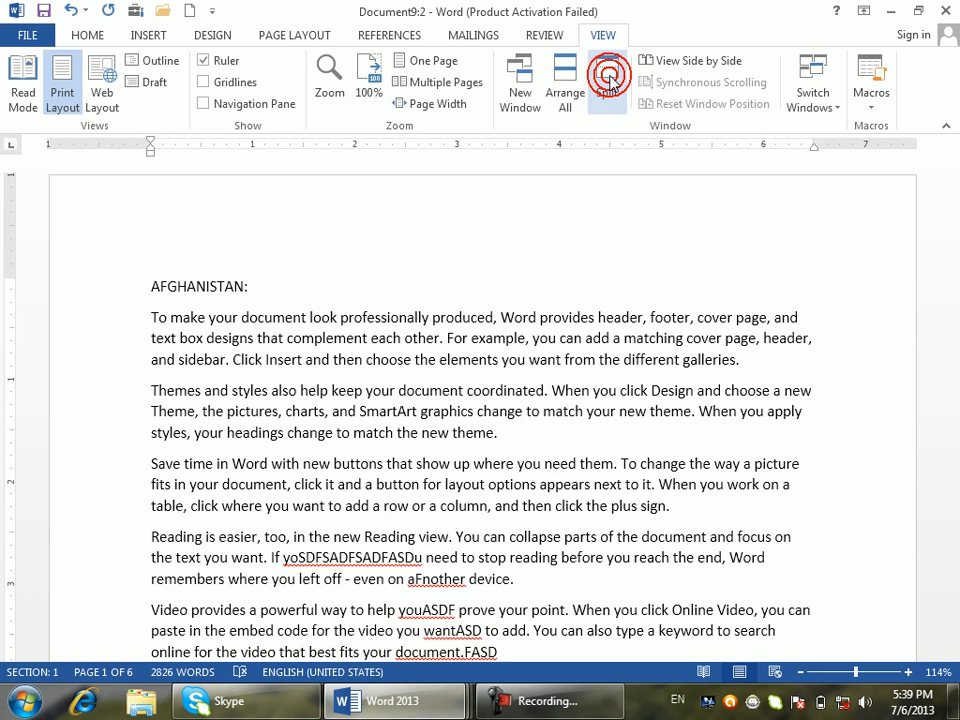 Document9:2 - Word (Product Activation Failed)
FILE HOME INSERT DESIGN PAGE LAYOUT REFERENCES MAILINGS REVIEW VIEW Sign in
Read Mode
Print Layout
Web Layout
Outline
Draft
Views
Ruler
Gridlines
Navigation Pane
Show
Zoom
100
100%
One Page
Multiple Pages
Page Width
Zoom
New Window
Arrange All
Split
View Side by Side
Synchronous Scrolling
Reset Window Position
Window
Switch Windows
Macros
Macros
1 1 2 3 4 5 6 7
1
1
2
3
AFGHANISTAN:
To make your document look professionally produced, Word provides header, footer, cover page, and
text box designs that complement each other. For example, you can add a matching cover page, header,
and sidebar. Click Insert and then choose the elements you want from the different galleries.
Themes and styles also help keep your document coordinated. When you click Design and choose a new
Theme, the pictures, charts, and SmartArt graphics change to match your new theme. When you apply
styles, your headings change to match the new theme.
Save time in Word with new buttons that show up where you need them. To change the way a picture
fits in your document, click it and a button for layout options appears next to it. When you work on a
table, click where you want to add a row or a column, and then click the plus sign.
Reading is easier, too, in the new Reading view. You can collapse parts of the document and focus on
the text you want. If yoSDFSADFSADFASDu need to stop reading before you reach the end, Word
remembers where you left off - even on aFnother device.
Video provides a powerful way to help youASDF prove your point. When you click Online Video, you can
paste in the embed code for the video you wantASD to add. You can also type a keyword to search
online for the video that best fits your document.FASD
SECTION: 1 PAGE 1 OF 6 2826 WORDS ENGLISH (UNITED STATES) 114%
Skype Word 2013 Recording... EN 5:39 PM
7/6/2013